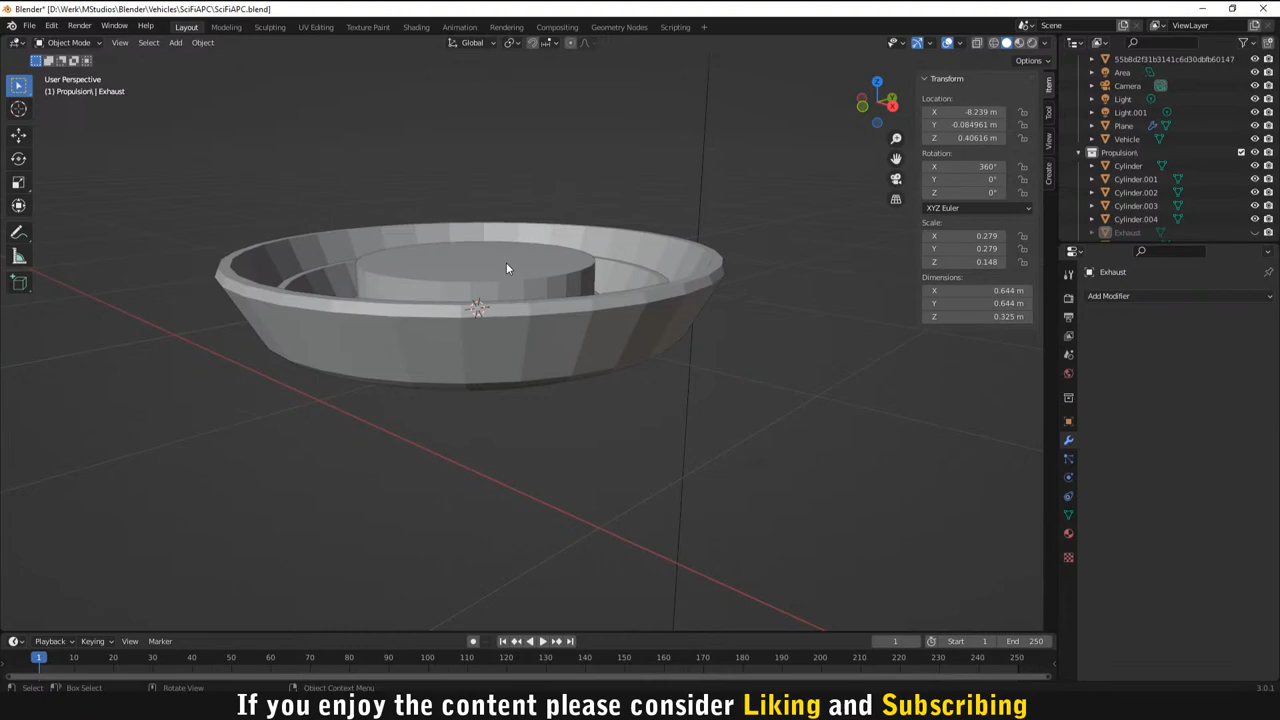 Blender* [D:\Werk\MStudios\Blender\Vehicles\SciFiAPC\SciFiAPC.blend]
File Edit Render Window Help Layout Modeling Sculpting UV Editing Texture Paint Shading Animation Rendering Compositing Geometry Nodes Scripting Scene ViewLayer
Object Mode View Select Add Object Global
Options
User Perspective
(1) Propulsion\ | Exhaust
Transform
Location:
X -8.239 m
Y -0.084961 m
Z 0.40616 m
Rotation:
X 360°
Y 0°
Z 0°
XYZ Euler
Scale:
X 0.279
Y 0.279
Z 0.148
Dimensions:
X 0.644 m
Y 0.644 m
Z 0.325 m
Item
Tool
View
Create
Z
Y
X
55b8d2f31b3141c6d30dbfb60147
Area
Camera
Light
Light.001
Plane
Vehicle
Propulsion\
Cylinder
Cylinder.001
Cylinder.002
Cylinder.003
Cylinder.004
Exhaust
Exhaust
Add Modifier
Playback Keying View Marker 1 Start 1 End 250
1 10 20 30 40 50 60 70 80 90 100 110 120 130 140 150 160 170 180 190 200 210 220 230 240 250
Select Box Select Rotate View Object Context Menu 3.0.1
If you enjoy the content please consider Liking and Subscribing